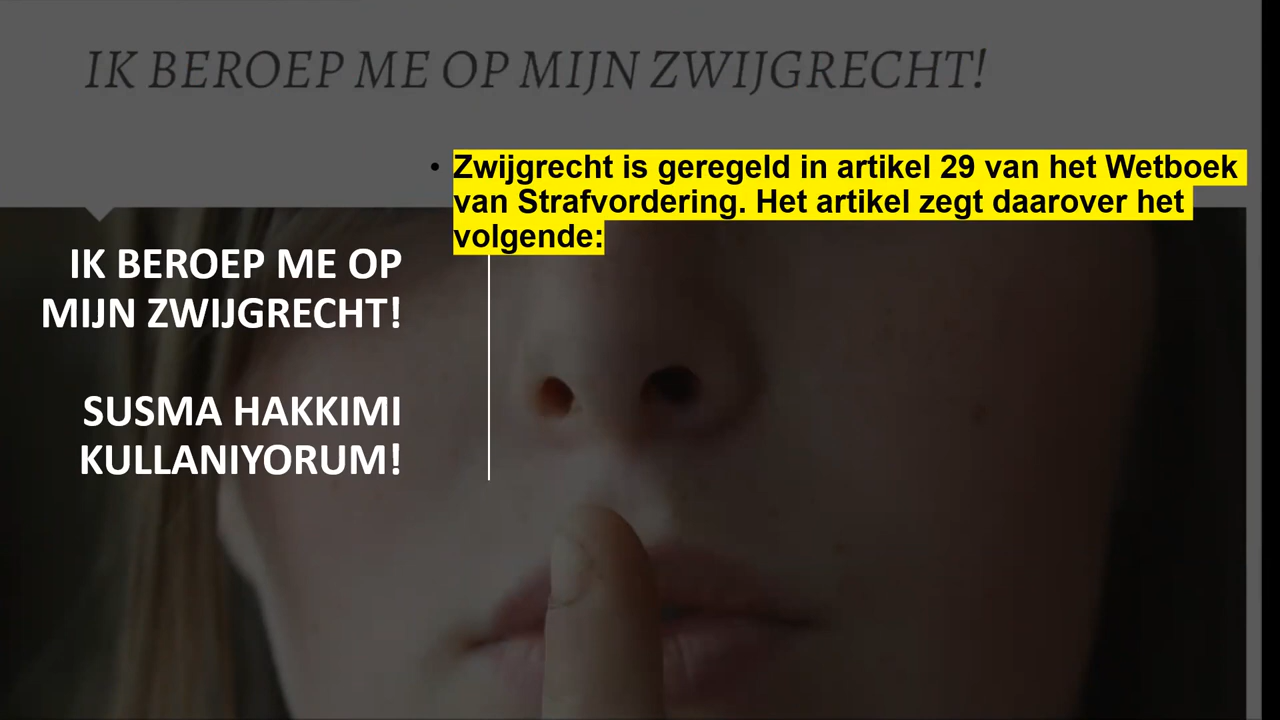 IK BEROEP ME OP MIJN ZWIJGRECHT!
• Zwijgrecht is geregeld in artikel 29 van het Wetboek
van Strafvordering. Het artikel zegt daarover het
volgende:
IK BEROEP ME OP
MIJN ZWIJGRECHT!
SUSMA HAKKIMI
KULLANIYORUM!